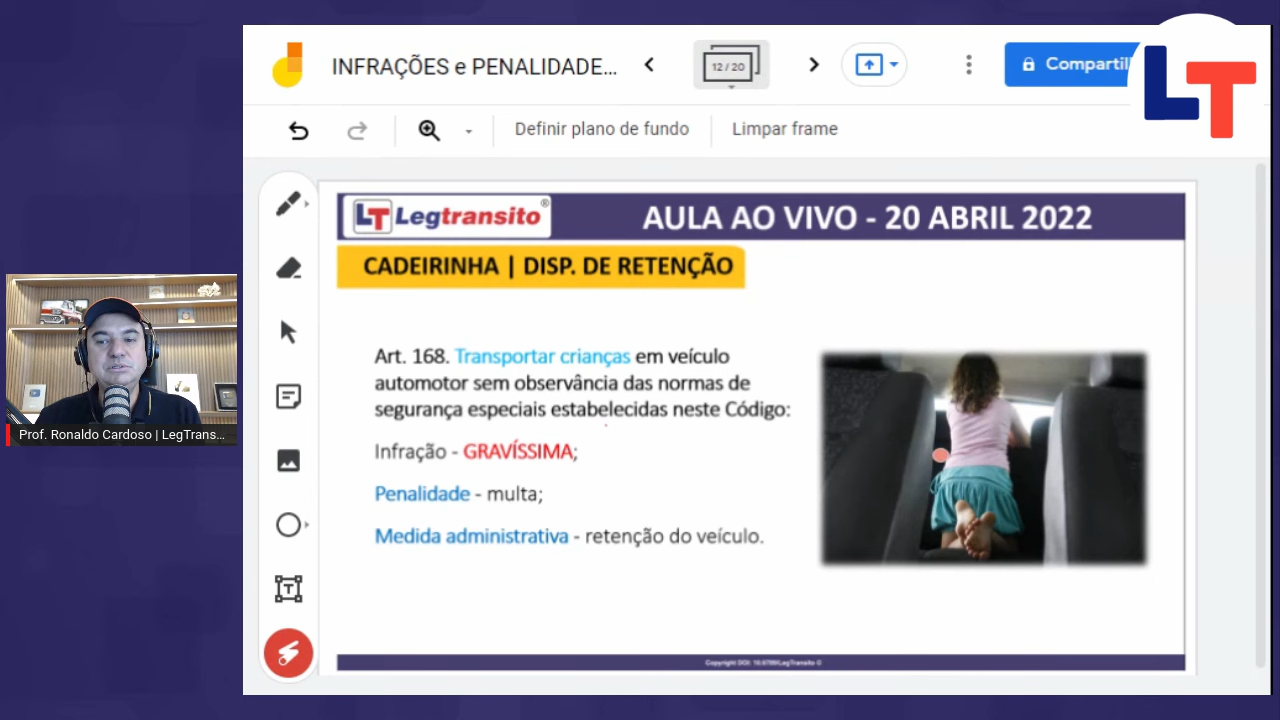 INFRAÇÕES e PENALIDADE...
12 / 20
Compartil
LT
Definir plano de fundo
Limpar frame
LT Legtransito®
AULA AO VIVO - 20 ABRIL 2022
CADEIRINHA | DISP. DE RETENÇÃO
Art. 168. Transportar crianças em veículo
automotor sem observância das normas de
segurança especiais estabelecidas neste Código:
Infração - GRAVÍSSIMA;
Penalidade - multa;
Medida administrativa - retenção do veículo.
Prof. Ronaldo Cardoso | LegTrans...